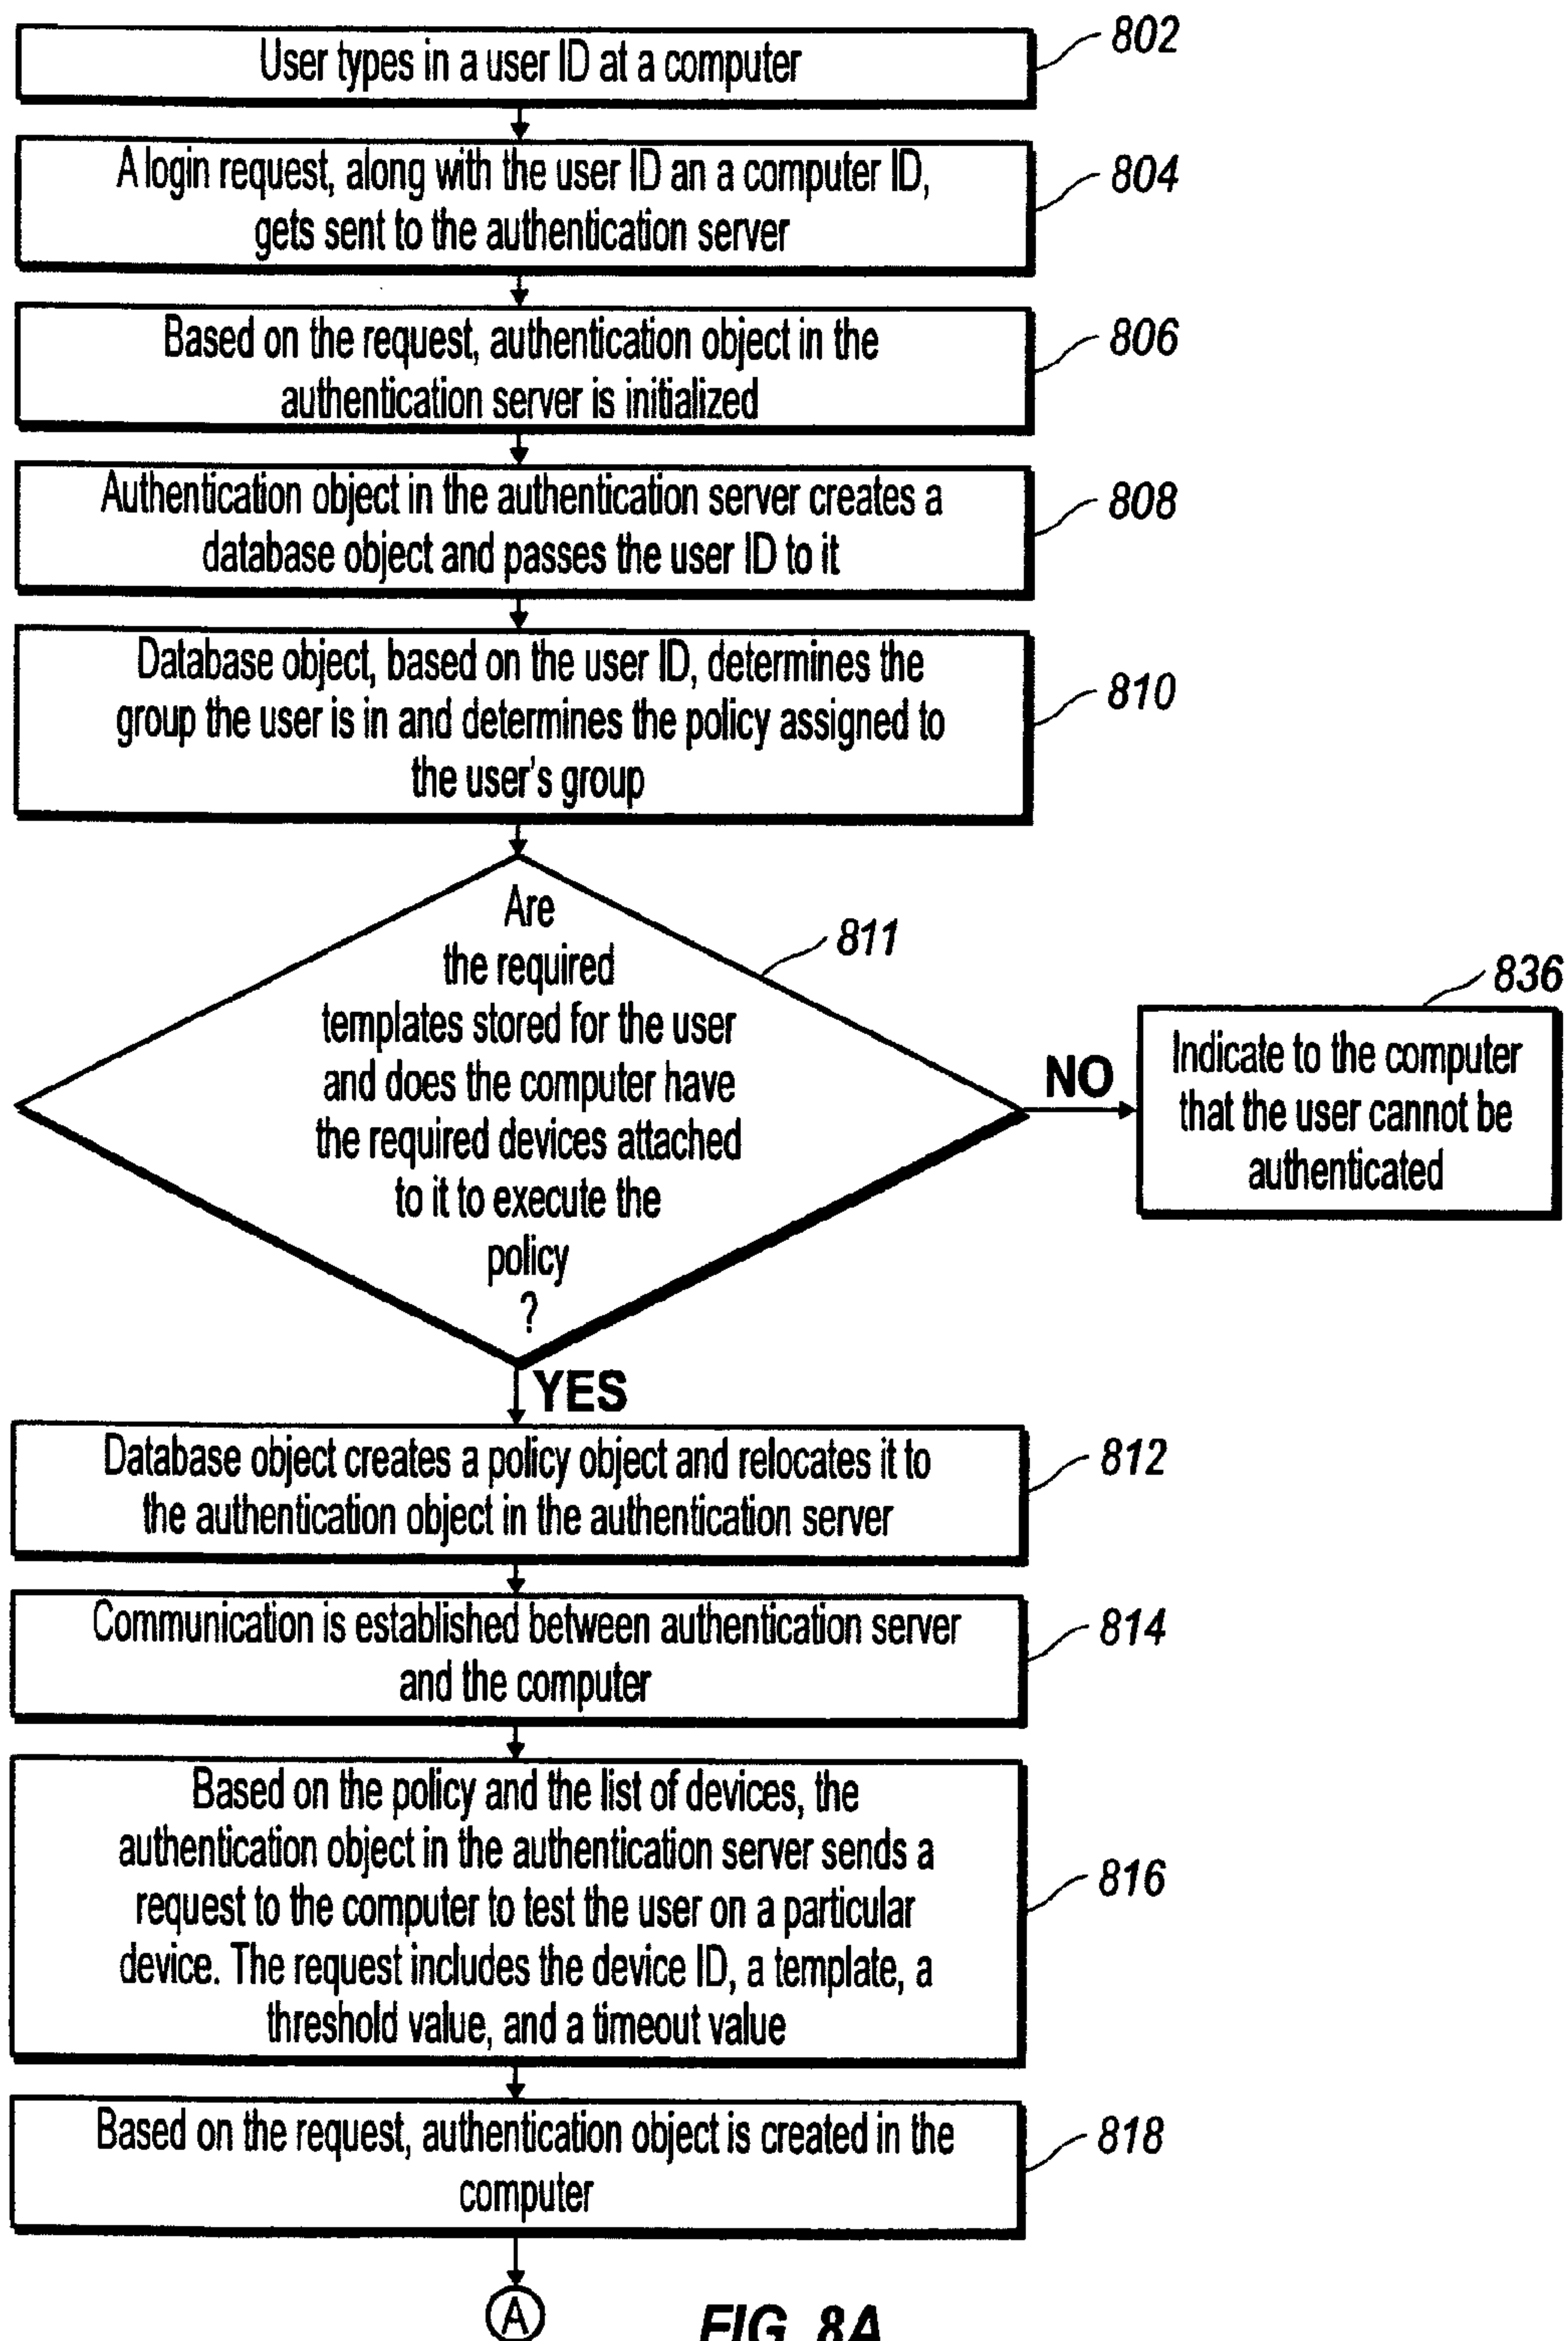 User types in a user ID at a computer
802
A login request, along with the user ID an a computer ID,
gets sent to the authentication server
804
Based on the request, authentication object in the
authentication server is initialized
806
Authentication object in the authentication server creates a
database object and passes the user ID to it
808
Database object, based on the user ID, determines the
group the user is in and determines the policy assigned to
the user's group
810
Are
the required
templates stored for the user
and does the computer have
the required devices attached
to it to execute the
policy
?
811
NO
836
Indicate to the computer
that the user cannot be
authenticated
YES
Database object creates a policy object and relocates it to
the authentication object in the authentication server
812
Communication is established between authentication server
and the computer
814
Based on the policy and the list of devices, the
authentication object in the authentication server sends a
request to the computer to test the user on a particular
device. The request includes the device ID, a template, a
threshold value, and a timeout value
816
Based on the request, authentication object is created in the
computer
818
A
FIG. 8A